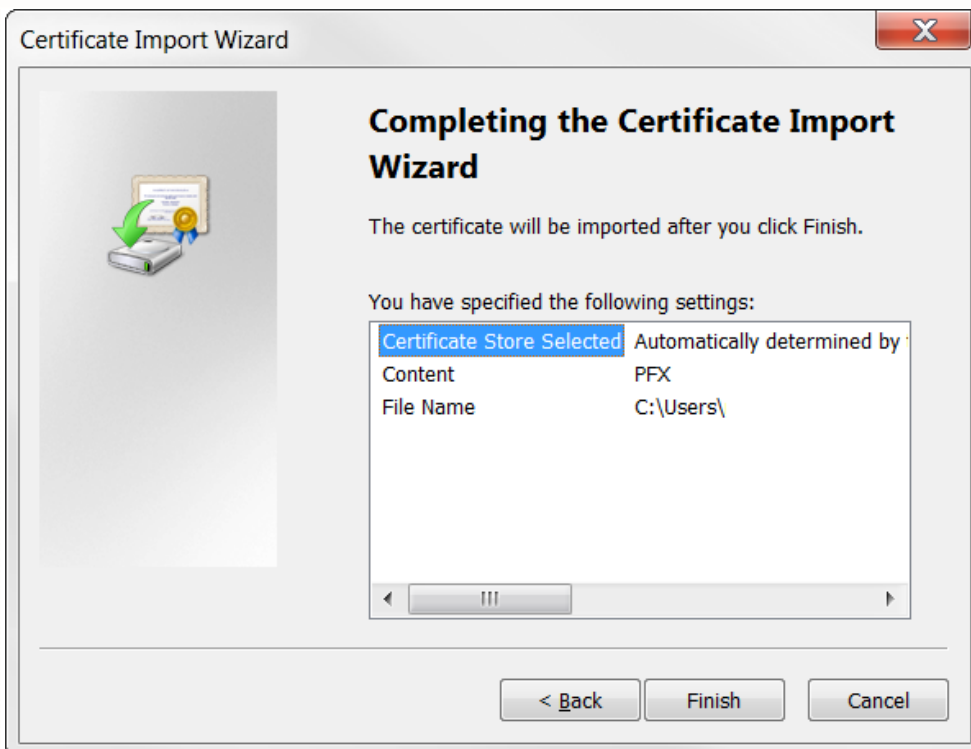 Certificate Import Wizard
Completing the Certificate Import
Wizard
The certificate will be imported after you click Finish.
You have specified the following settings:
Certificate Store Selected Automatically determined by
Content PFX
File Name C:\Users\
< Back Finish Cancel